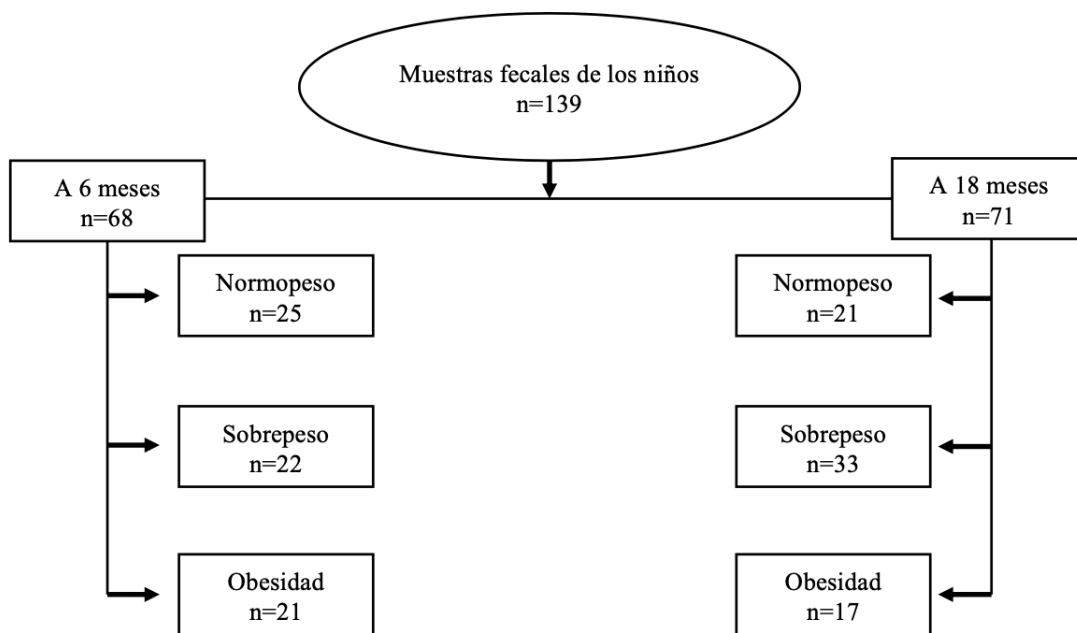 Muestras fecales de los niños
n=139
A 6 meses
n=68
A 18 meses
n=71
Normopeso
n=25
Normopeso
n=21
Sobrepeso
n=22
Sobrepeso
n=33
Obesidad
n=21
Obesidad
n=17